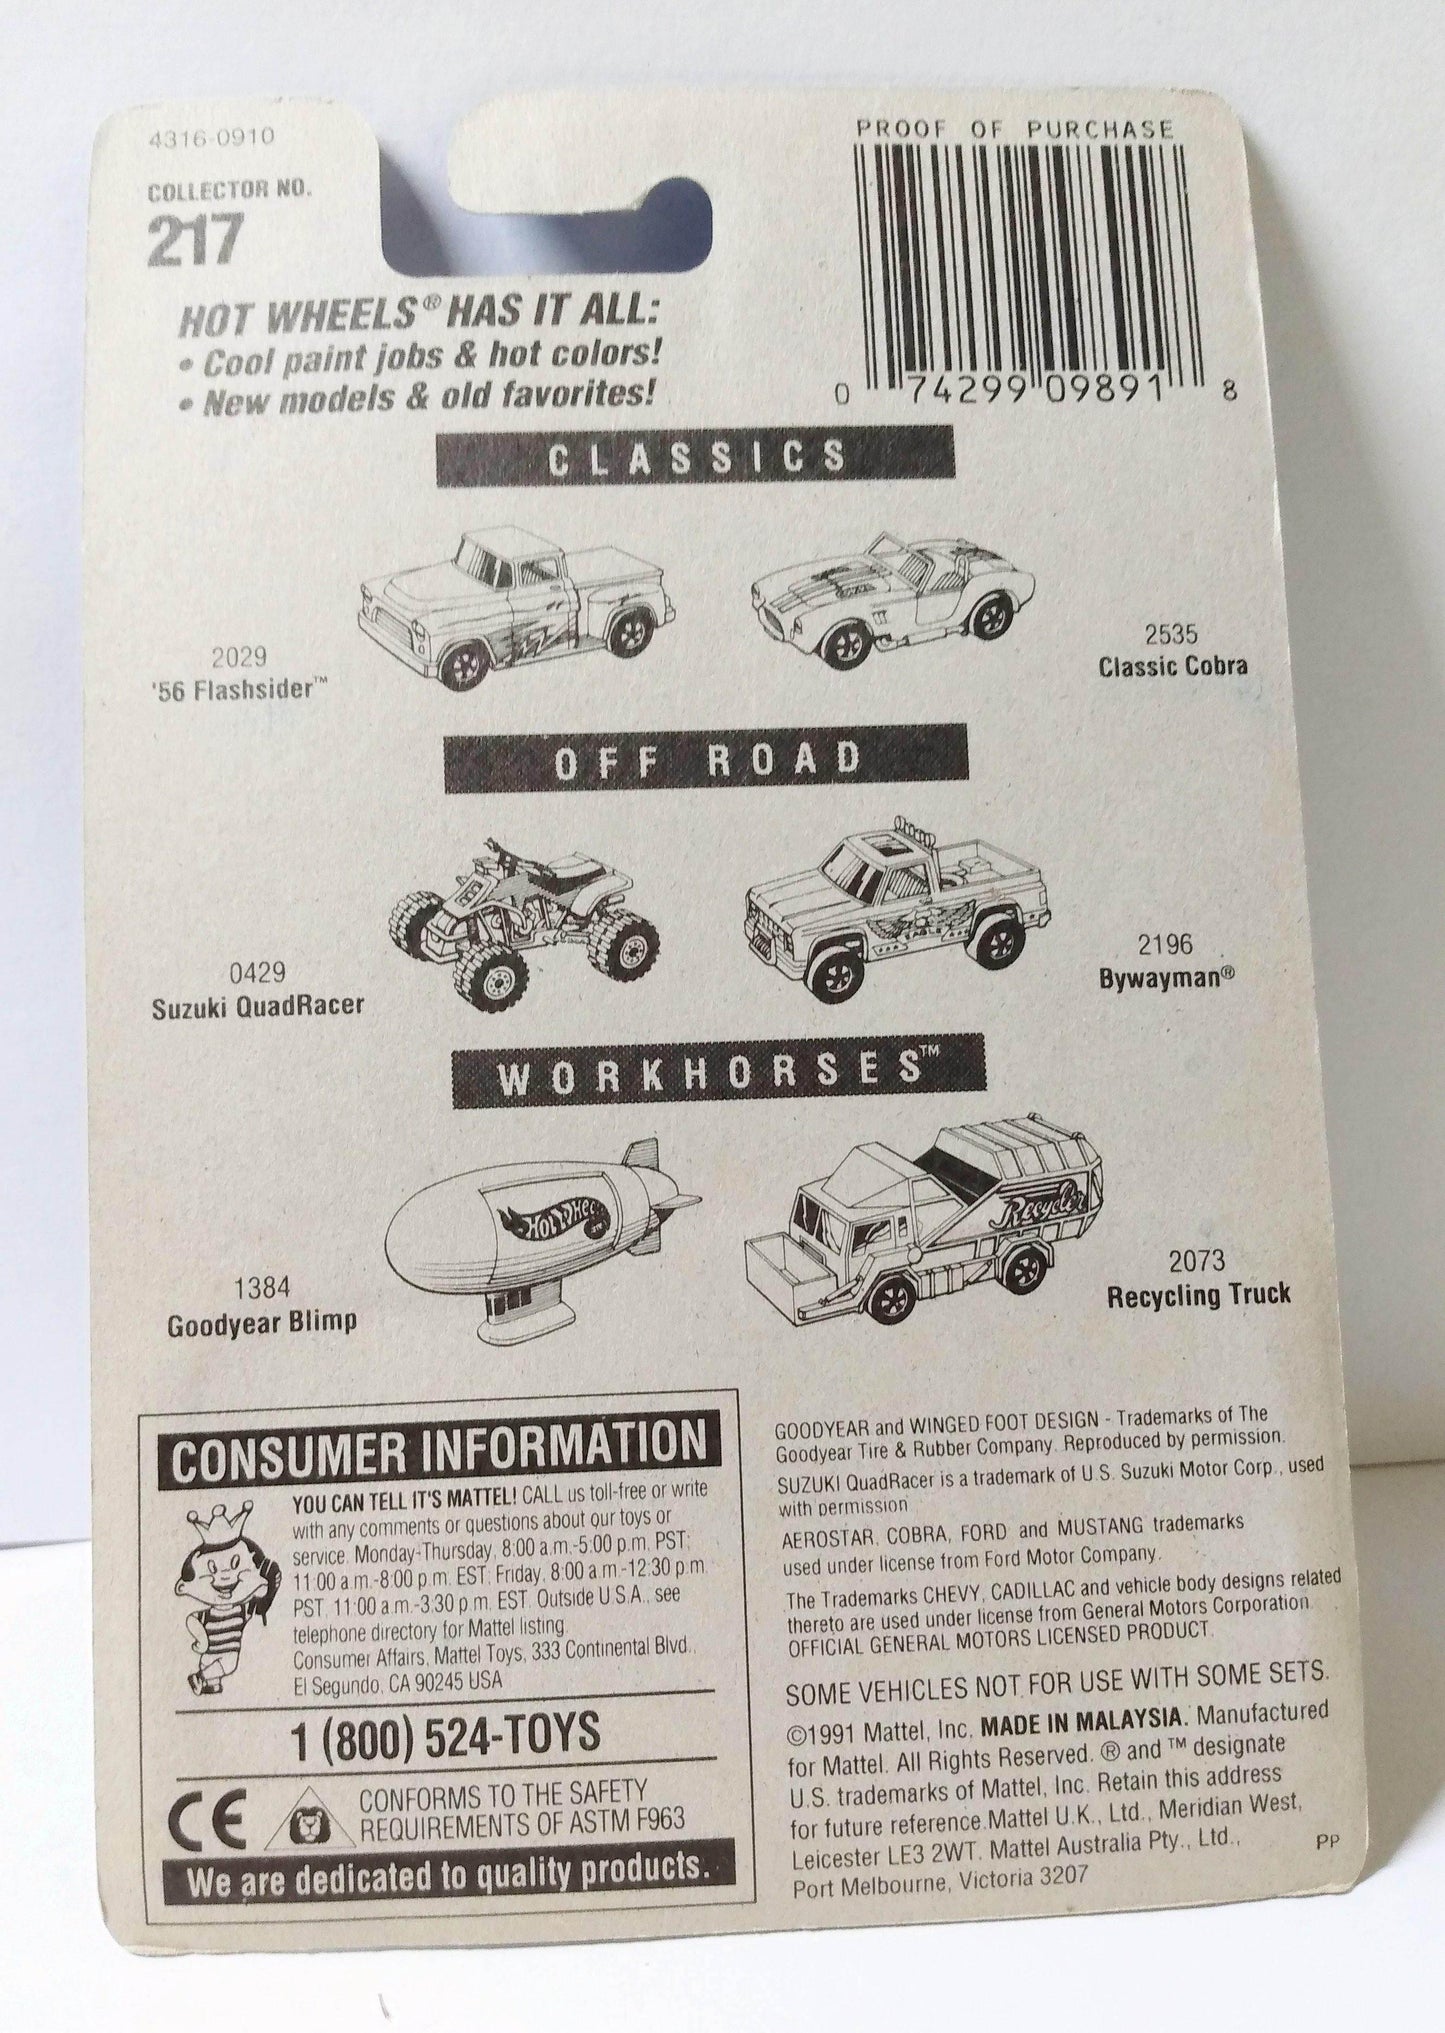 4316-0910
COLLECTOR NO.
217
PROOF OF PURCHASE
0 74299 09891 8
HOT WHEELS® HAS IT ALL:
• Cool paint jobs & hot colors!
• New models & old favorites!
CLASSICS
2029
'56 Flashsider™
2535
Classic Cobra
OFF ROAD
EAGLE
0429
Suzuki QuadRacer
2196
Bywayman®
WORKHORSES™
Recycler
1384
Goodyear Blimp
2073
Recycling Truck
CONSUMER INFORMATION
YOU CAN TELL IT'S MATTEL! CALL us toll-free or write
with any comments or questions about our toys or
service. Monday-Thursday, 8:00 a.m.-5:00 p.m. PST;
11:00 a.m.-8:00 p.m. EST; Friday, 8:00 a.m.-12:30 p.m.
PST, 11:00 a.m.-3:30 p.m. EST. Outside U.S.A., see
telephone directory for Mattel listing.
Consumer Affairs, Mattel Toys, 333 Continental Blvd.,
El Segundo, CA 90245 USA
1 (800) 524-TOYS
CE
CONFORMS TO THE SAFETY
REQUIREMENTS OF ASTM F963
We are dedicated to quality products.
GOODYEAR and WINGED FOOT DESIGN - Trademarks of The
Goodyear Tire & Rubber Company. Reproduced by permission.
SUZUKI QuadRacer is a trademark of U.S. Suzuki Motor Corp., used
with permission
AEROSTAR, COBRA, FORD and MUSTANG trademarks
used under license from Ford Motor Company.
The Trademarks CHEVY, CADILLAC and vehicle body designs related
thereto are used under license from General Motors Corporation.
OFFICIAL GENERAL MOTORS LICENSED PRODUCT.
SOME VEHICLES NOT FOR USE WITH SOME SETS.
©1991 Mattel, Inc. MADE IN MALAYSIA. Manufactured
for Mattel. All Rights Reserved. ® and ™ designate
U.S. trademarks of Mattel, Inc. Retain this address
for future reference.Mattel U.K., Ltd., Meridian West,
Leicester LE3 2WT. Mattel Australia Pty., Ltd.,
Port Melbourne, Victoria 3207
PP